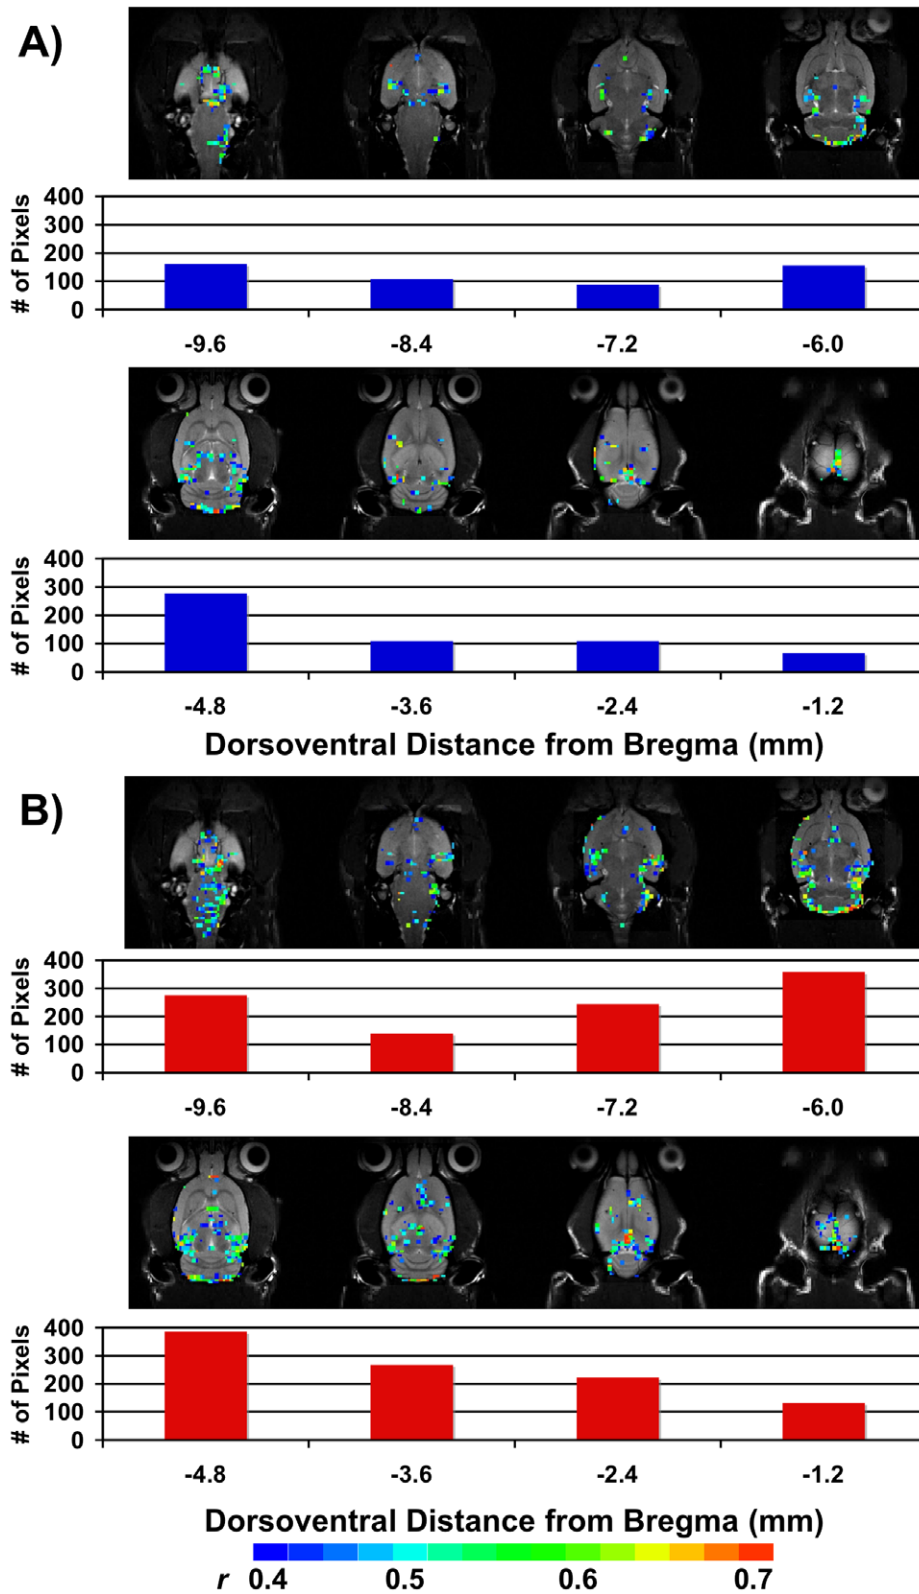 A)
# of Pixels
400
300
200
100
0
-9.6 -8.4 -7.2 -6.0
# of Pixels
400
300
200
100
0
-4.8 -3.6 -2.4 -1.2
Dorsoventral Distance from Bregma (mm)
B)
# of Pixels
400
300
200
100
0
-9.6 -8.4 -7.2 -6.0
# of Pixels
400
300
200
100
0
-4.8 -3.6 -2.4 -1.2
Dorsoventral Distance from Bregma (mm)
r 0.4 0.5 0.6 0.7